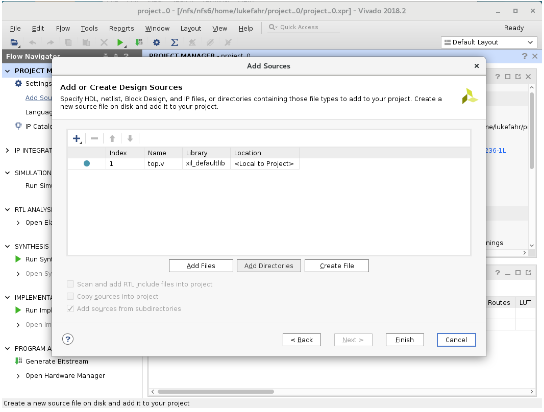 project_0 - [/nfs/nfs6/home/lukefahr/project_0/project_0.xpr] - Vivado 2018.2
File Edit Flow Tools Reports Window Layout View Help Quick Access Ready
Default Layout
Flow Navigator PROJECT MANAGER - project_0
Add Sources
Add or Create Design Sources
Specify HDL, netlist, Block Design, and IP files, or directories containing those file types to add to your project. Create a
new source file on disk and add it to your project.
Index Name Library Location
1 top.v xil_defaultlib <Local to Project>
Add Files Add Directories Create File
Scan and add RTL include files into project
Copy sources into project
Add sources from subdirectories
< Back Next > Finish Cancel
PROJECT M
Settings
Add Sou
Languag
IP Catalo
IP INTEGRAT
SIMULATION
Run Simu
RTL ANALYS
Open Ela
SYNTHESIS
Run Synt
Open Sy
IMPLEMENTA
Run Impl
Open Im
PROGRAM A
Generate Bitstream
Open Hardware Manager
me/lukefahr/p
236-1L
nings
Routes LUT
Create a new source file on disk and add it to your project